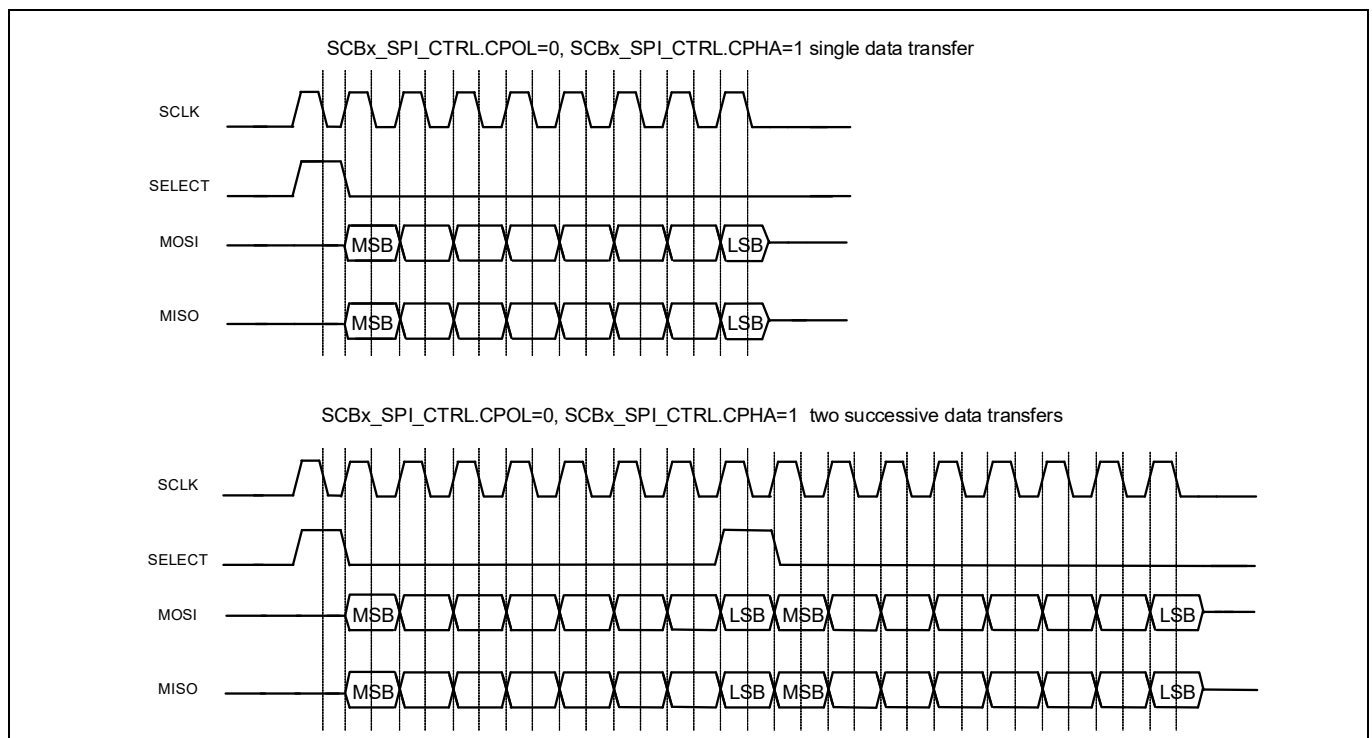 SCBx_SPI_CTRL.CPOL=0, SCBx_SPI_CTRL.CPHA=1 single data transfer
SCLK
SELECT
MOSI MSB LSB
MISO MSB LSB
SCBx_SPI_CTRL.CPOL=0, SCBx_SPI_CTRL.CPHA=1 two successive data transfers
SCLK
SELECT
MOSI MSB LSB MSB LSB
MISO MSB LSB MSB LSB